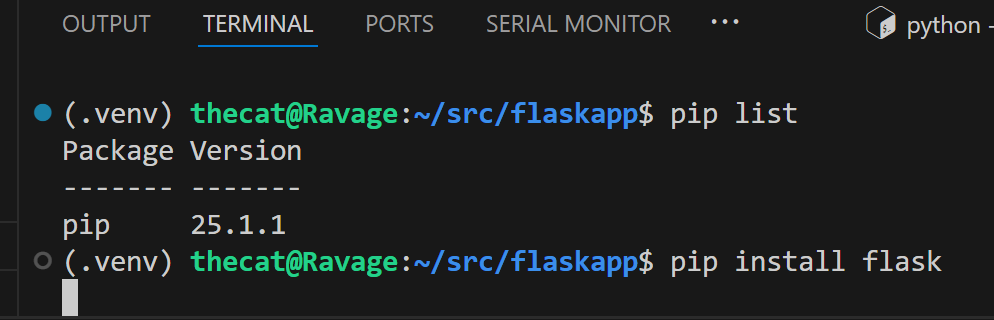 OUTPUT TERMINAL PORTS SERIAL MONITOR ··· python -
(.venv) thecat@Ravage:~/src/flaskapp$ pip list
Package Version
------- -------
pip     25.1.1
(.venv) thecat@Ravage:~/src/flaskapp$ pip install flask